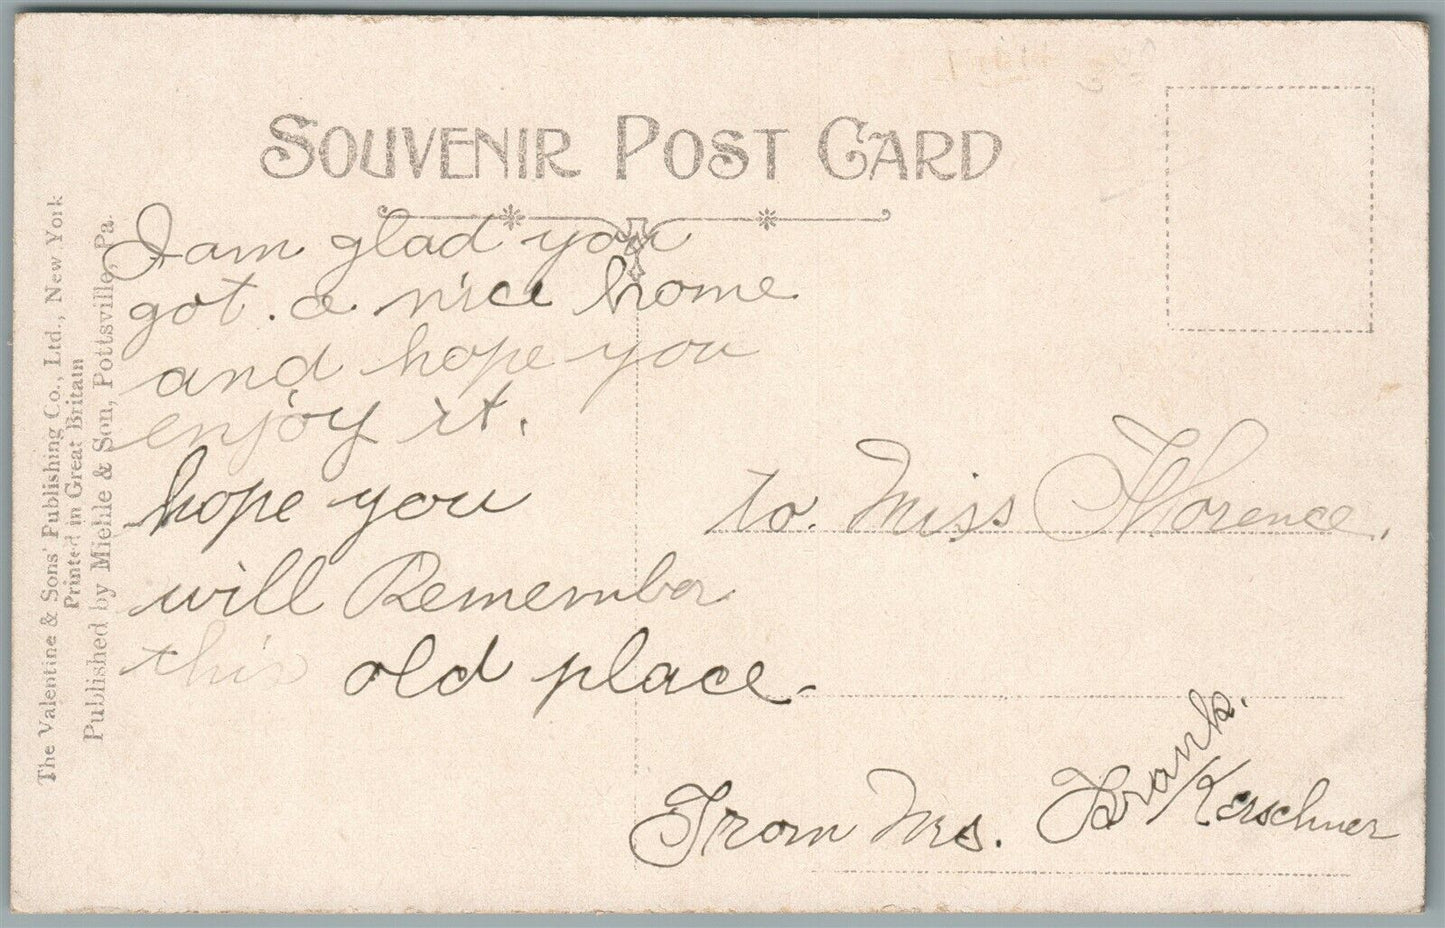 SOUVENIR POST CARD
The Valentine & Sons' Publishing Co., Ltd., New York
Printed in Great Britain
Published by Miehle & Son, Pottsville, Pa.
I am glad you
got. a nice home
and hope you
enjoy it.
hope you
will Remember
this old place
to. Miss Florence.
From Mrs. Frank. Kerschner